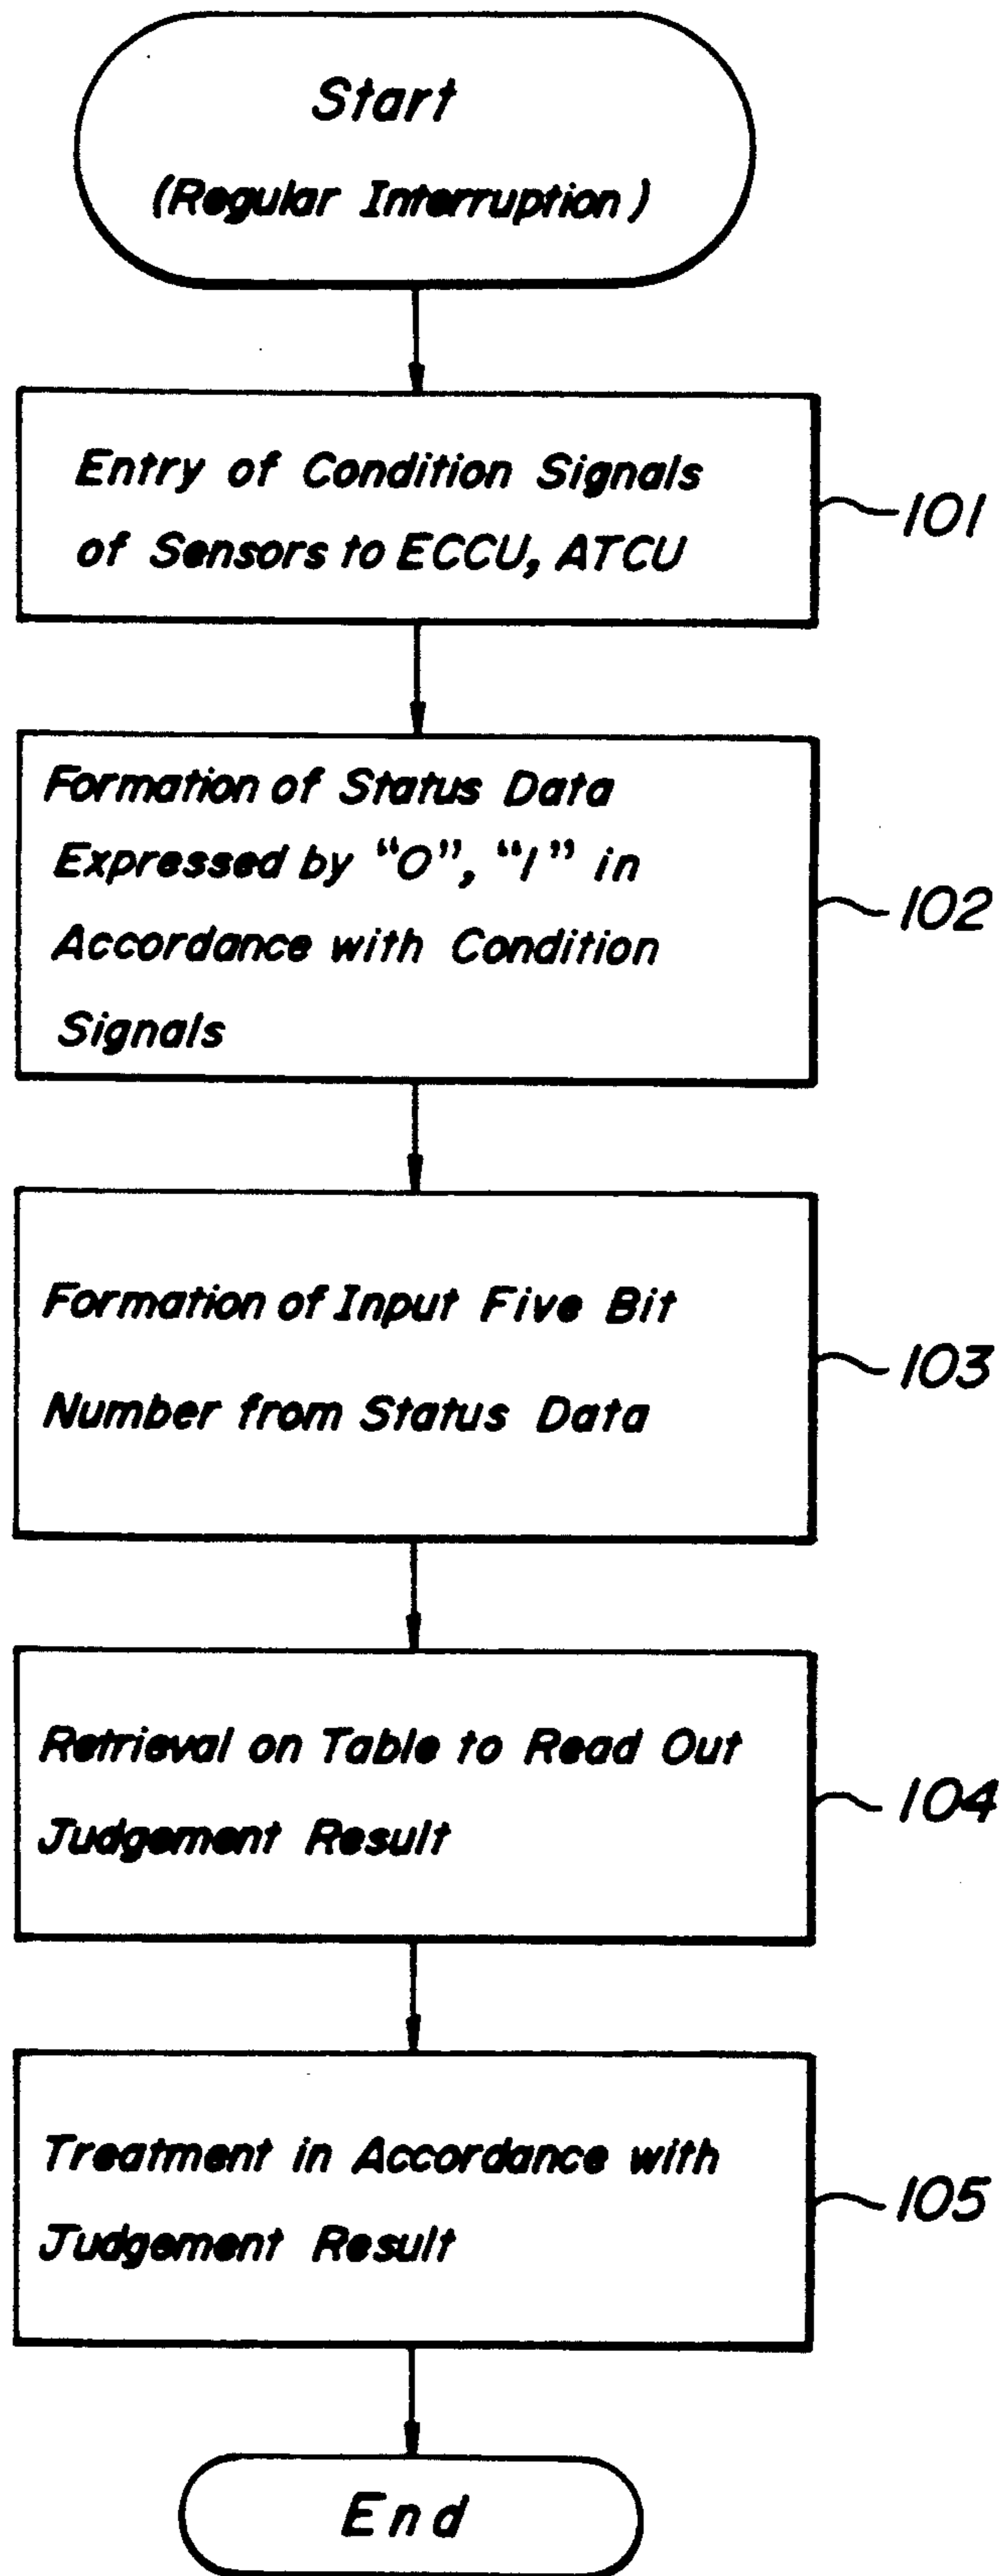 Start
(Regular Interruption)
Entry of Condition Signals
of Sensors to ECCU, ATCU
101
Formation of Status Data
Expressed by "0", "1" in
Accordance with Condition
Signals
102
Formation of Input Five Bit
Number from Status Data
103
Retrieval on Table to Read Out
Judgement Result
104
Treatment in Accordance with
Judgement Result
105
End